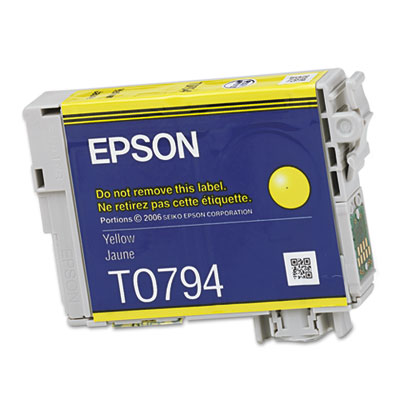 EPSON
Do not remove this label.
Ne retirez pas cette étiquette.
Portions © 2006 SEIKO EPSON CORPORATION
Yellow
Jaune
T0794